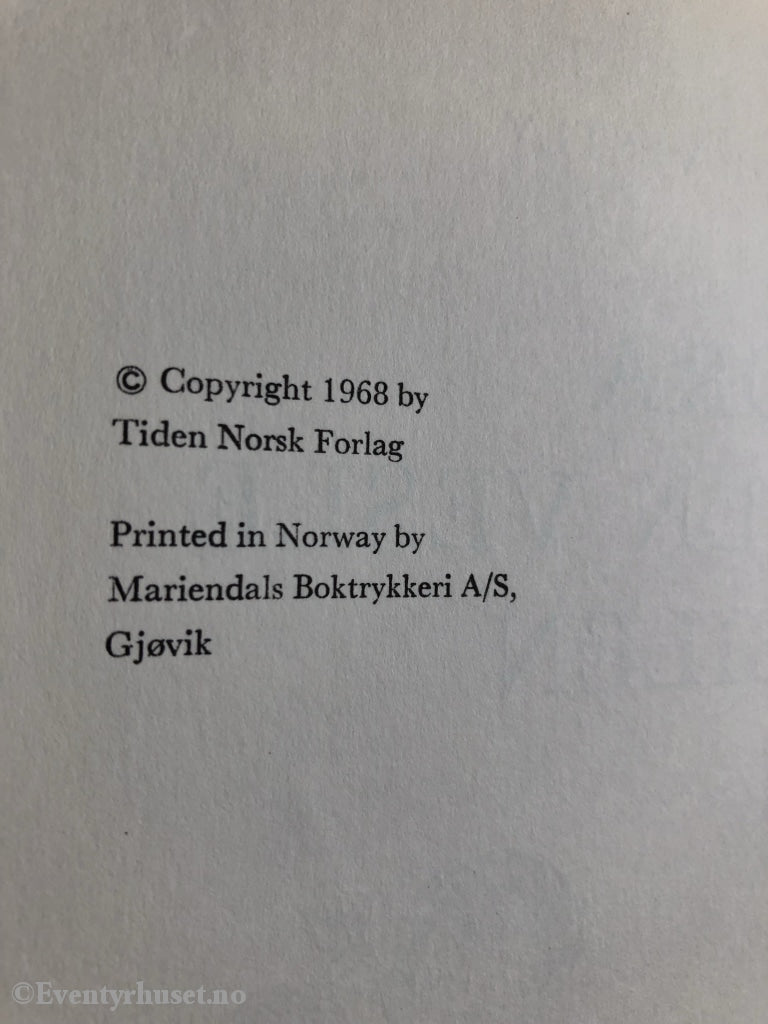 © Copyright 1968 by
Tiden Norsk Forlag
Printed in Norway by
Mariendals Boktrykkeri A/S,
Gjøvik
©Eventyrhuset.no